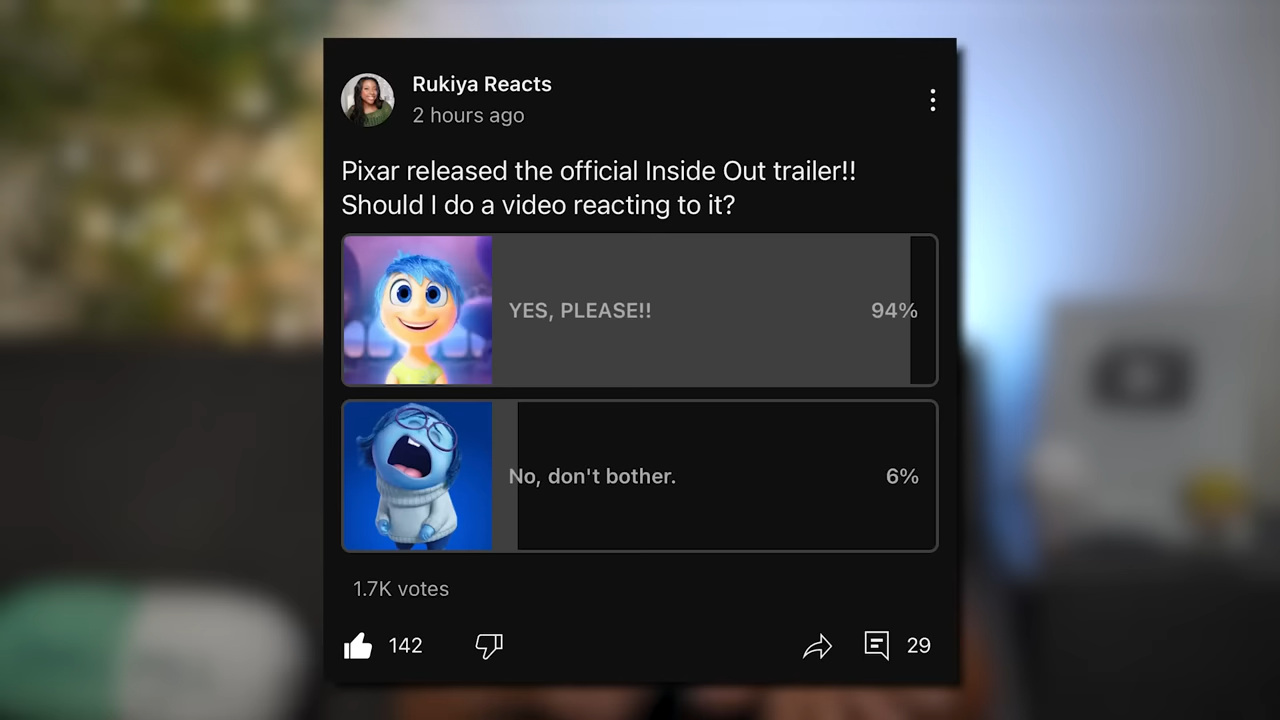 Rukiya Reacts
2 hours ago
Pixar released the official Inside Out trailer!!
Should I do a video reacting to it?
YES, PLEASE!!
94%
No, don't bother.
6%
1.7K votes
142
29